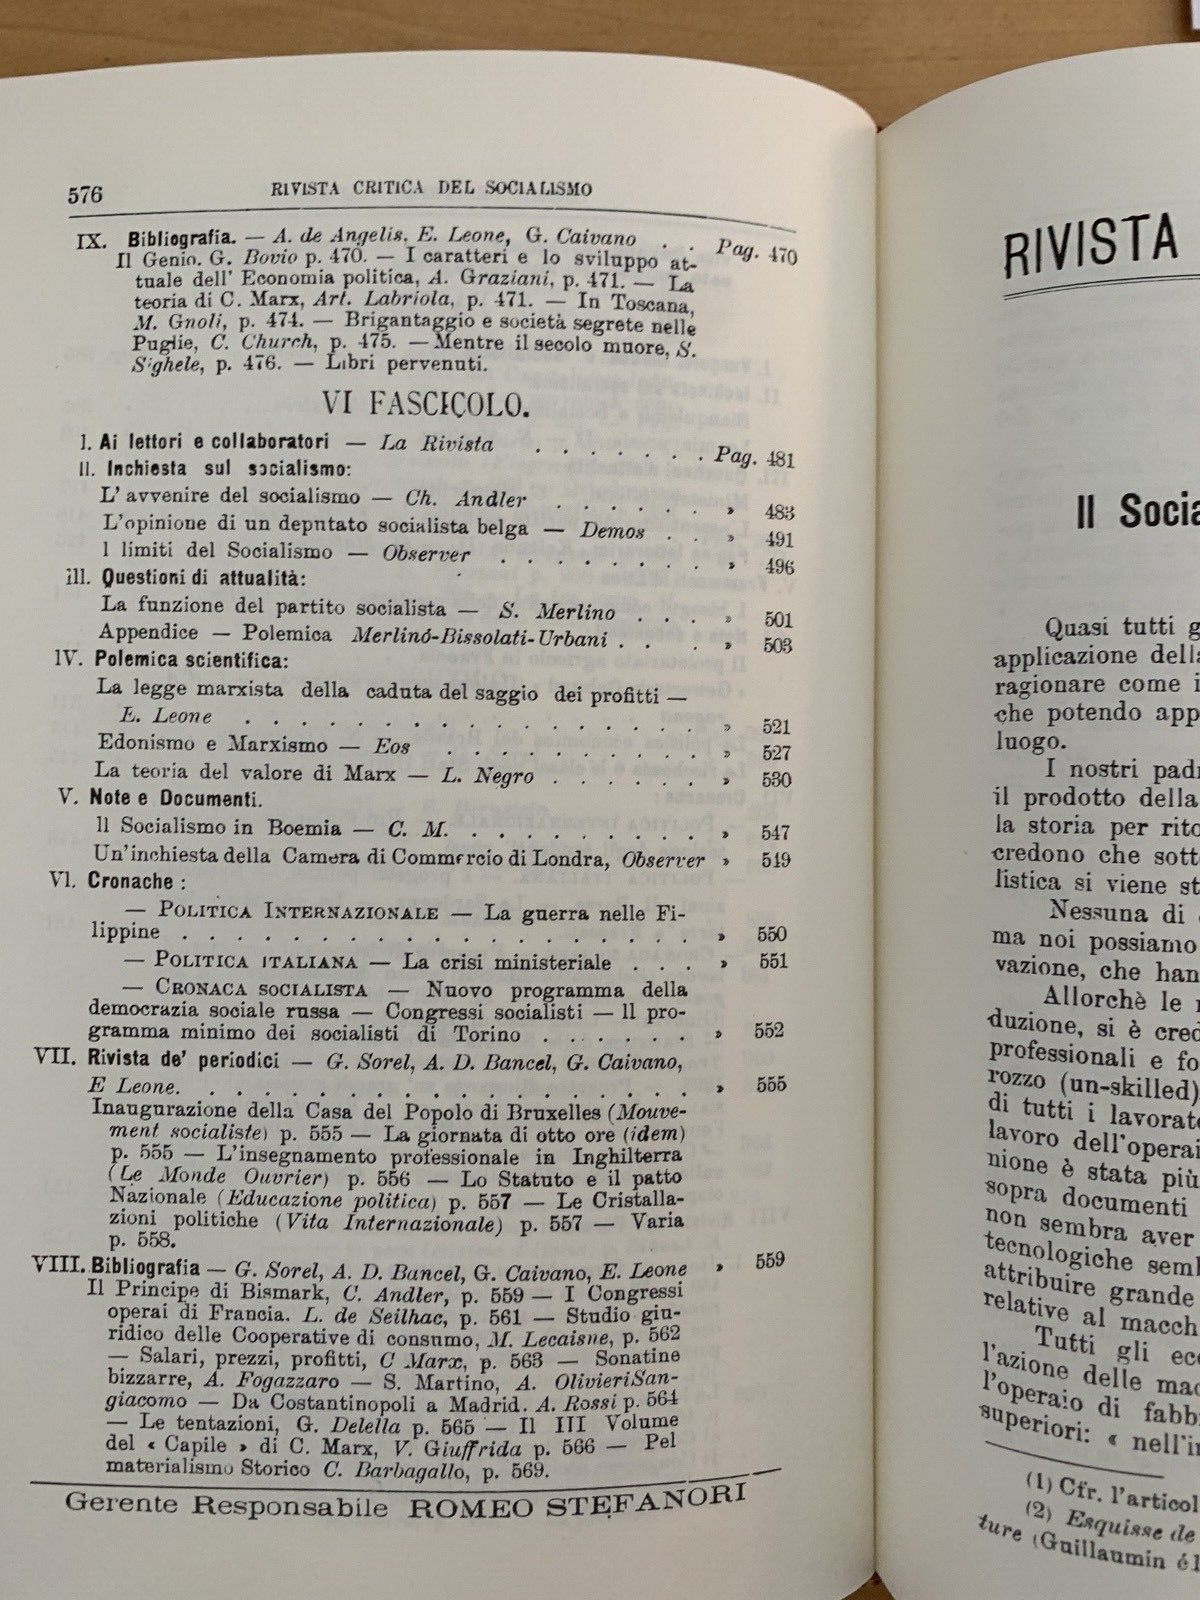 576 RIVISTA CRITICA DEL SOCIALISMO
IX. Bibliografia. — A. de Angelis, E. Leone, G. Caivano . . Pag. 470
Il Genio. G. Bovio p. 470. — I caratteri e lo sviluppo at-
tuale dell' Economia politica, A. Graziani, p. 471. — La
teoria di C. Marx, Art. Labriola, p. 471. — In Toscana,
M. Gnoli, p. 474. — Brigantaggio e società segrete nelle
Puglie, C. Church, p. 475. — Mentre il secolo muore, S.
Sighele, p. 476. — Libri pervenuti.
VI FASCICOLO.
I. Ai lettori e collaboratori — La Rivista . . . . . . . Pag. 481
II. Inchiesta sul socialismo:
L' avvenire del socialismo — Ch. Andler . . . . . . » 483
L'opinione di un deputato socialista belga — Demos . . » 491
I limiti del Socialismo — Observer . . . . . . . . » 496
III. Questioni di attualità:
La funzione del partito socialista — S. Merlino . . . » 501
Appendice — Polemica Merlinó-Bissolati-Urbani . . . » 503
IV. Polemica scientifica:
La legge marxista della caduta del saggio dei profitti —
E. Leone . . . . . . . . . . . . . . . . . » 521
Edonismo e Marxismo — Eos . . . . . . . . . . » 527
La teoria del valore di Marx — L. Negro . . . . . . » 530
V. Note e Documenti.
Il Socialismo in Boemia — C. M. . . . . . . . . . » 547
Un'inchiesta della Camera di Commercio di Londra, Observer » 549
VI. Cronache :
— POLITICA INTERNAZIONALE — La guerra nelle Fi-
lippine . . . . . . . . . . . . . . . . . . . » 550
— POLITICA ITALIANA — La crisi ministeriale . . . » 551
— CRONACA SOCIALISTA — Nuovo programma della
democrazia sociale russa — Congressi socialisti — Il pro-
gramma minimo dei socialisti di Torino . . . . . . » 552
VII. Rivista de' periodici — G. Sorel, A. D. Bancel, G. Caivano,
E Leone. . . . . . . . . . . . . . . . . . . » 555
Inaugurazione della Casa del Popolo di Bruxelles (Mouve-
ment socialiste) p. 555 — La giornata di otto ore (idem)
p. 555 — L'insegnamento professionale in Inghilterra
(Le Monde Ouvrier) p. 556 — Lo Statuto e il patto
Nazionale (Educazione politica) p. 557 — Le Cristalla-
zioni politiche (Vita Internazionale) p. 557 — Varia
p. 558.
VIII. Bibliografia — G. Sorel, A. D. Bancel, G. Caivano, E. Leone » 559
Il Principe di Bismark, C. Andler, p. 559 — I Congressi
operai di Francia. L. de Seilhac, p. 561 — Studio giu-
ridico delle Cooperative di consumo, M. Lecaisne, p. 562
— Salari, prezzi, profitti, C Marx, p. 563 — Sonatine
bizzarre, A. Fogazzaro — S. Martino, A. OlivieriSan-
giacomo — Da Costantinopoli a Madrid. A. Rossi p. 564
— Le tentazioni, G. Delella p. 565 — Il III Volume
del « Capile » di C. Marx, V. Giuffrida p. 566 — Pel
materialismo Storico C. Barbagallo, p. 569.
Gerente Responsabile ROMEO STEFANORI
RIVISTA
Il Socia
Quasi tutti g
applicazione della
ragionare come i
che potendo app
luogo.
I nostri padr
il prodotto della
la storia per rito
credono che sott
listica si viene st
Nessuna di
ma noi possiamo
vazione, che han
Allorchè le
duzione, si è cred
professionali e fo
rozzo (un-skilled)
di tutti i lavorat
lavoro dell'operai
nione è stata più
sopra documenti
non sembra aver
tecnologiche seml
attribuire grande
relative al macch
Tutti gli eco
l'azione delle mac
l'operaio di fabb
superiori: « nell'i
(1) Cfr. l'articol
(2) Esquisse de
ture (Guillaumin